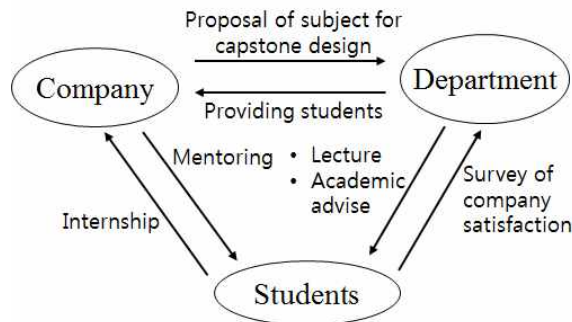 Proposal of subject for
capstone design
Company
Department
Providing students
Mentoring
• Lecture
• Academic
advise
Survey of
company
satisfaction
Internship
Students